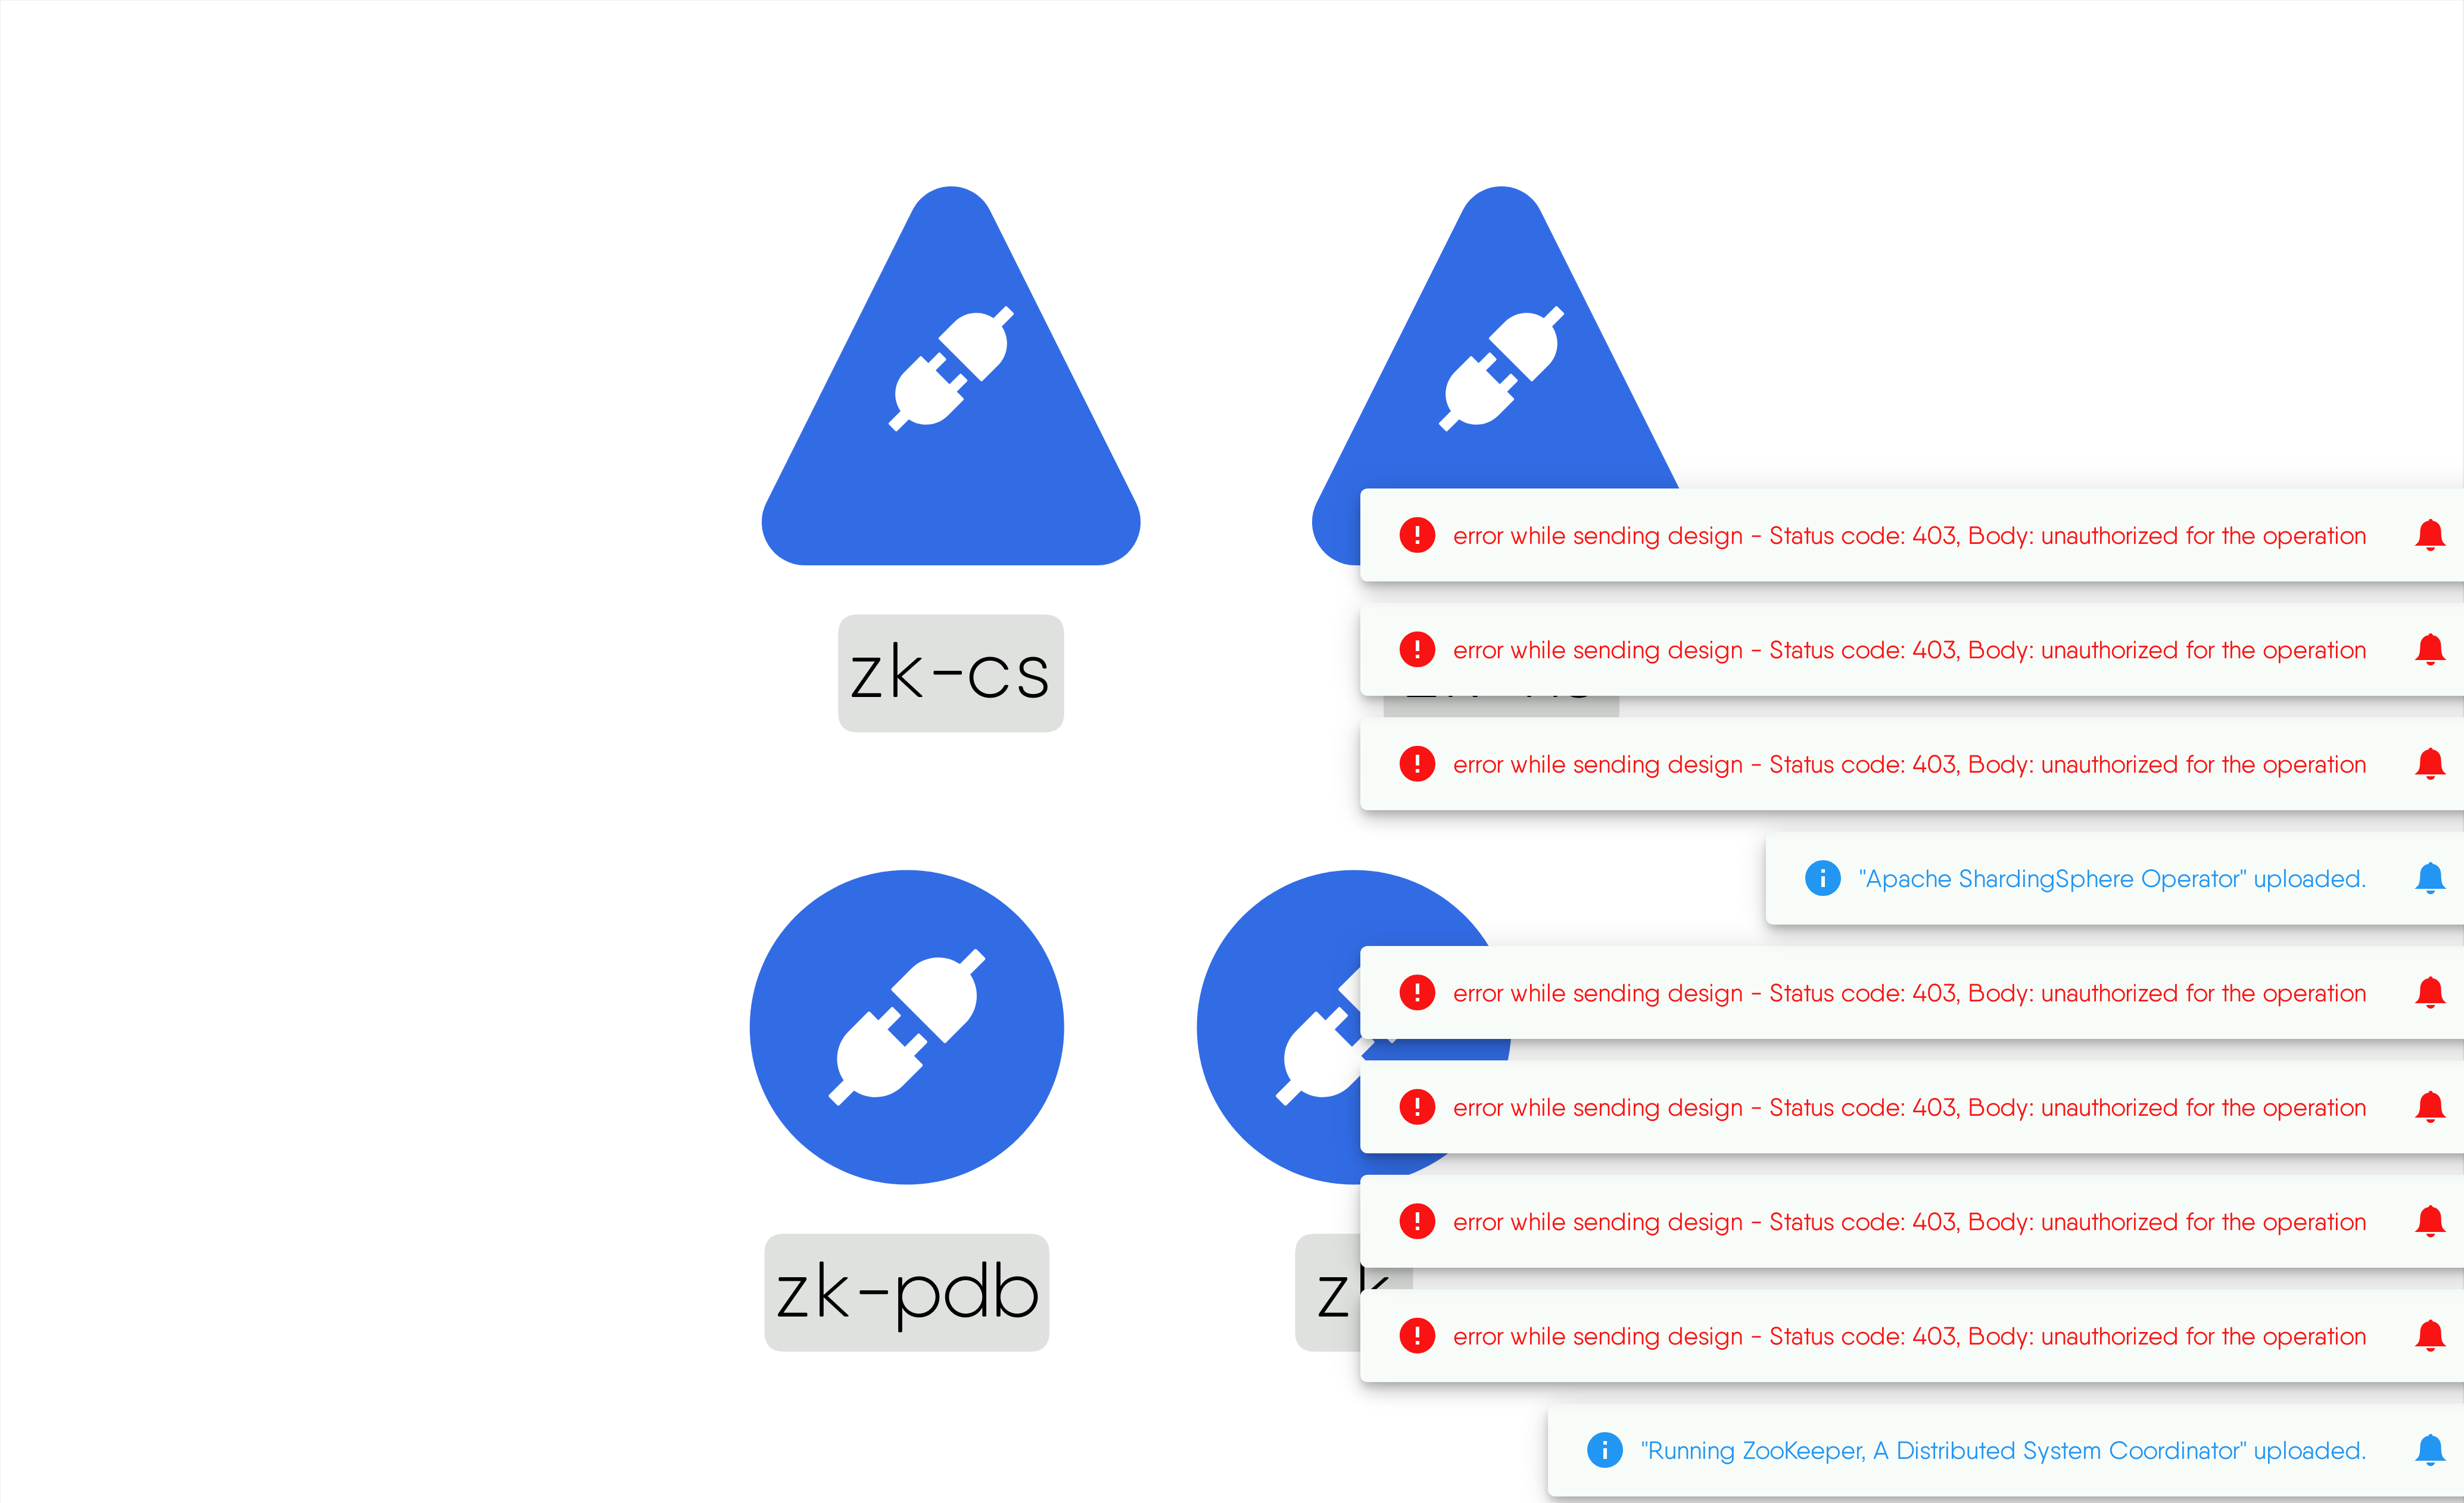 zk-cs
error while sending design - Status code: 403, Body: unauthorized for the operation
error while sending design - Status code: 403, Body: unauthorized for the operation
error while sending design - Status code: 403, Body: unauthorized for the operation
"Apache ShardingSphere Operator" uploaded.
error while sending design - Status code: 403, Body: unauthorized for the operation
error while sending design - Status code: 403, Body: unauthorized for the operation
error while sending design - Status code: 403, Body: unauthorized for the operation
zk-pdb
zk
error while sending design - Status code: 403, Body: unauthorized for the operation
"Running ZooKeeper, A Distributed System Coordinator" uploaded.